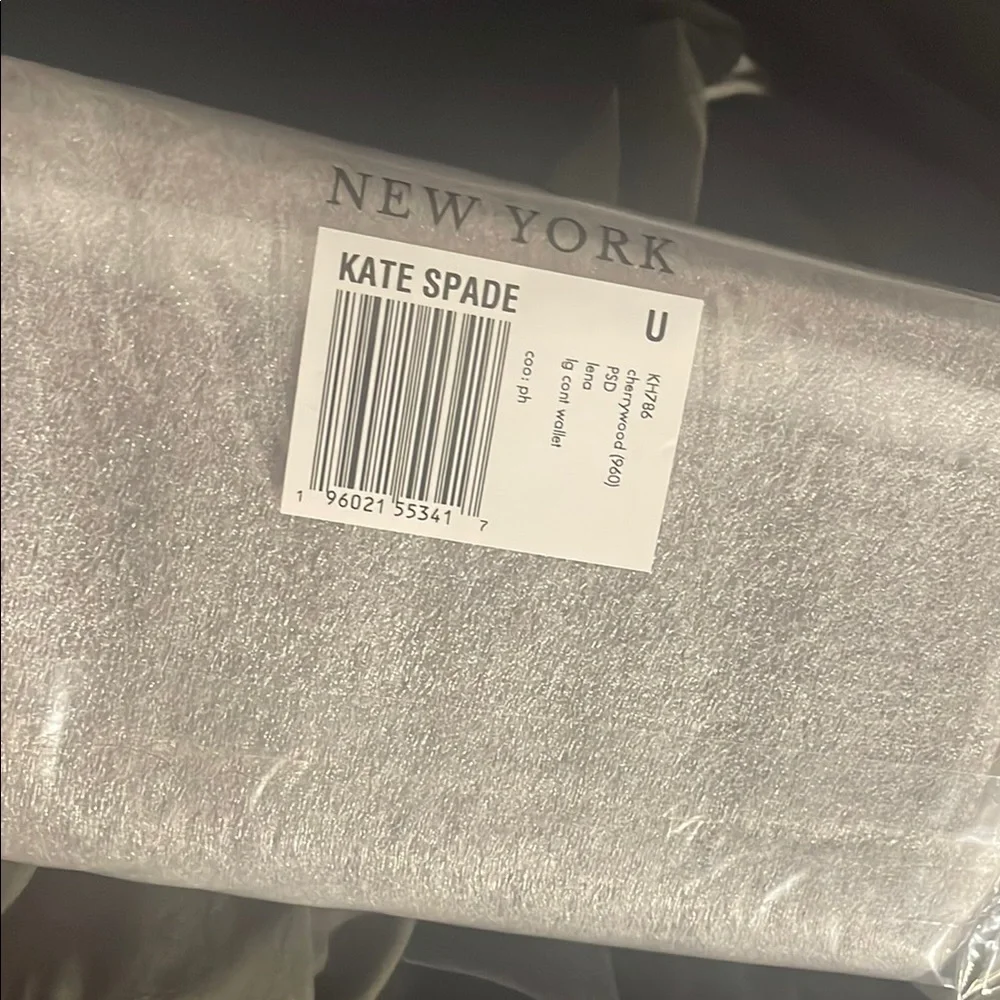 NEW YORK
KATE SPADE
U
KH786
cherrywood (960)
PSD
lena
lg cont wallet
coo: ph
1 96021 55341 7